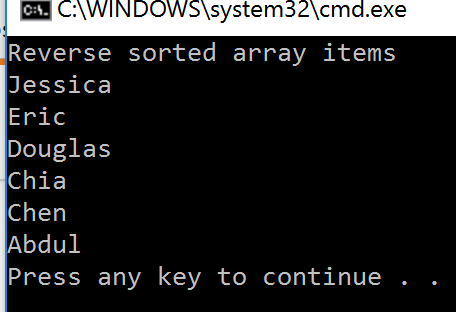 C:\WINDOWS\system32\cmd.exe
Reverse sorted array items
Jessica
Eric
Douglas
Chia
Chen
Abdul
Press any key to continue . .